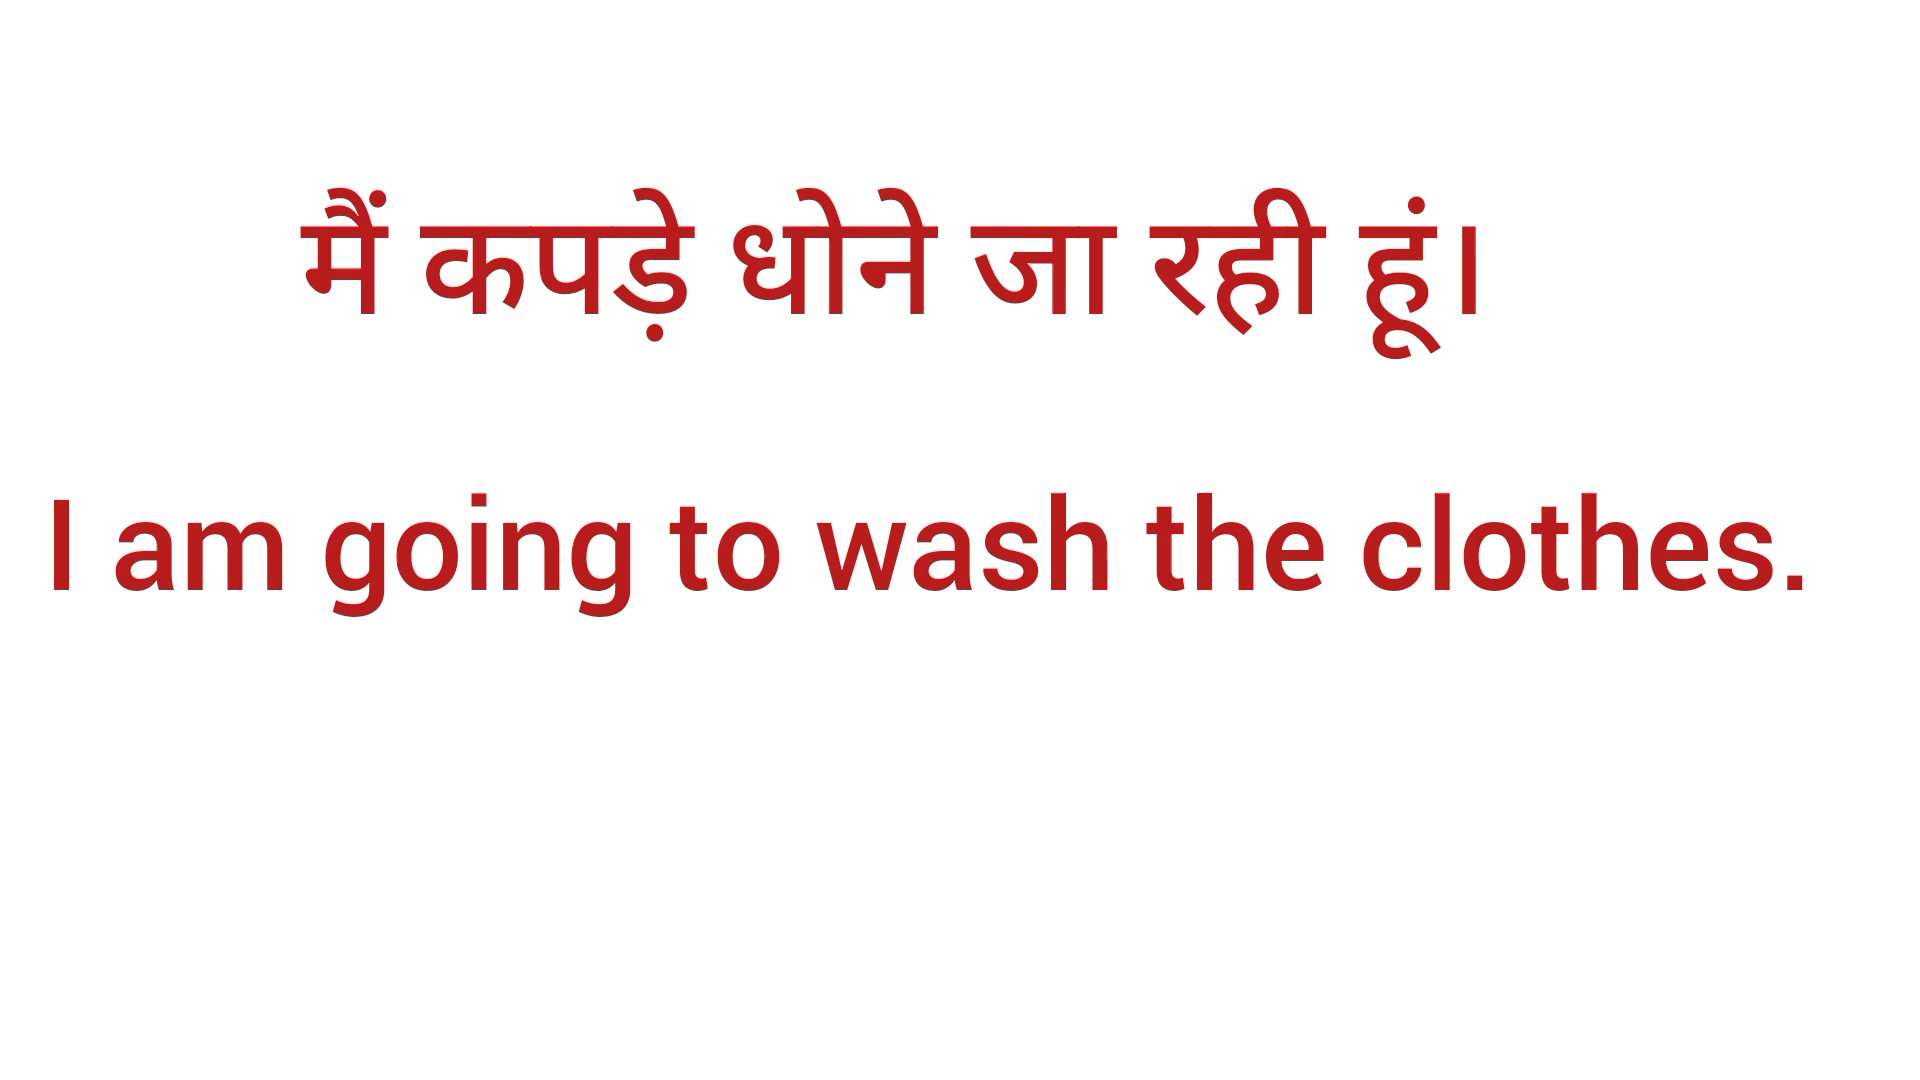 मैं कपड़े धोने जा रही हूं।
I am going to wash the clothes.